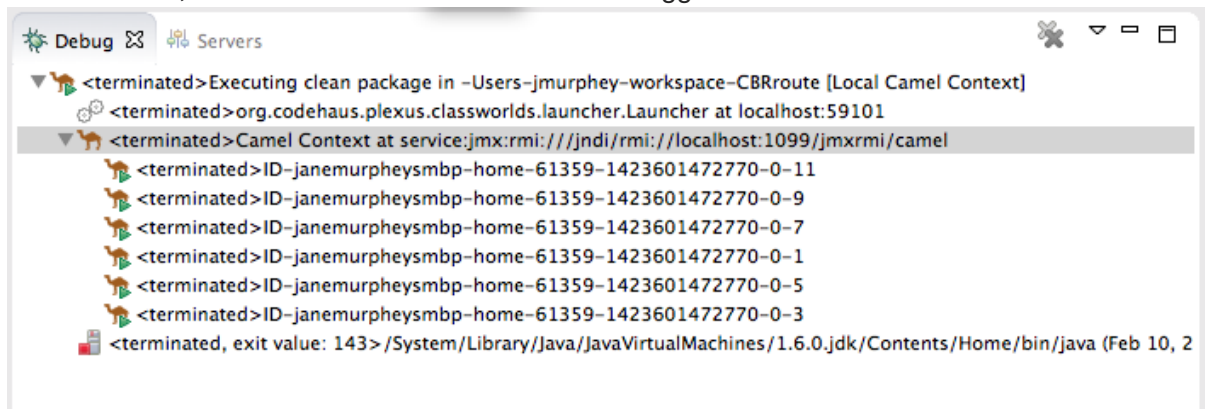 Debug Servers
<terminated>Executing clean package in -Users-jmurphey-workspace-CBRroute [Local Camel Context]
<terminated>org.codehaus.plexus.classworlds.launcher.Launcher at localhost:59101
<terminated>Camel Context at service:jmx:rmi:///jndi/rmi://localhost:1099/jmxrmi/camel
<terminated>ID-janemurpheysmbp-home-61359-1423601472770-0-11
<terminated>ID-janemurpheysmbp-home-61359-1423601472770-0-9
<terminated>ID-janemurpheysmbp-home-61359-1423601472770-0-7
<terminated>ID-janemurpheysmbp-home-61359-1423601472770-0-1
<terminated>ID-janemurpheysmbp-home-61359-1423601472770-0-5
<terminated>ID-janemurpheysmbp-home-61359-1423601472770-0-3
<terminated, exit value: 143>/System/Library/Java/JavaVirtualMachines/1.6.0.jdk/Contents/Home/bin/java (Feb 10, 2